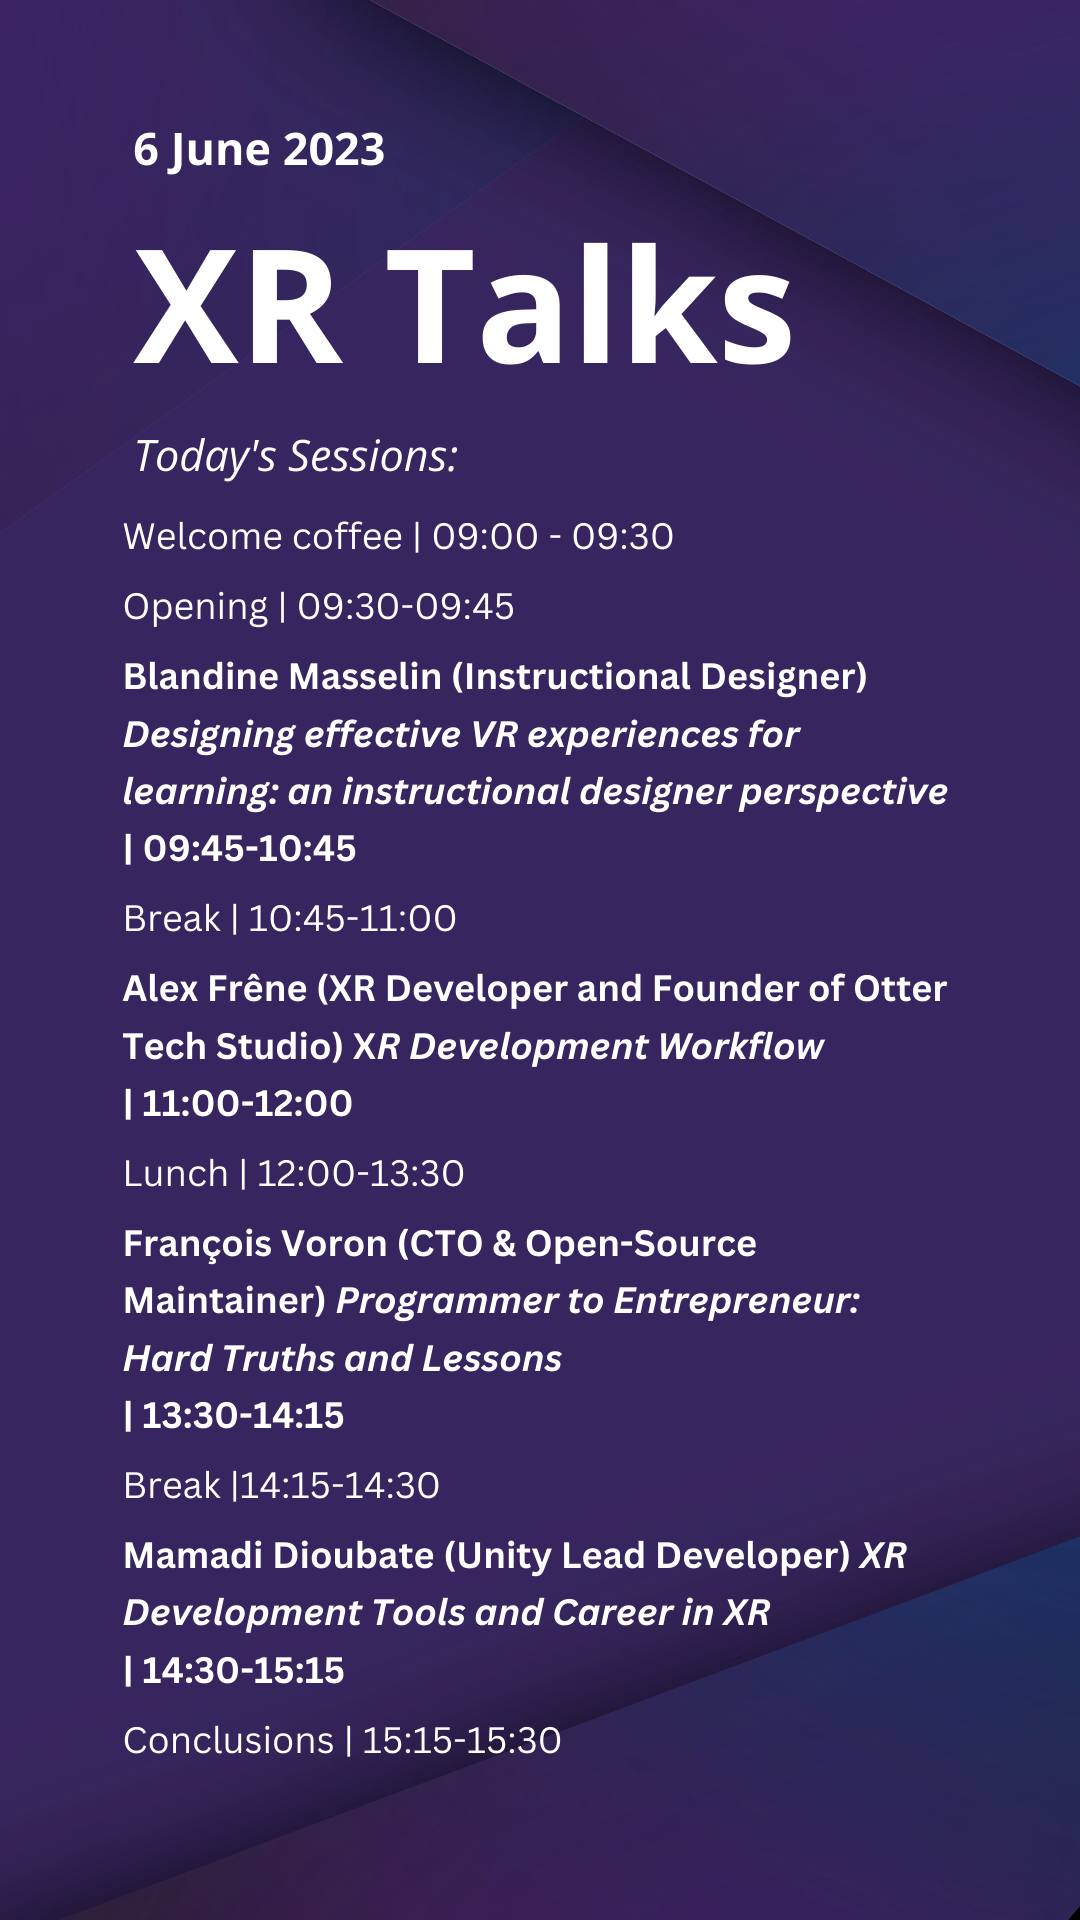 6 June 2023
XR Talks
Today's Sessions:
Welcome coffee | 09:00 - 09:30
Opening | 09:30-09:45
Blandine Masselin (Instructional Designer)
Designing effective VR experiences for
learning: an instructional designer perspective
| 09:45-10:45
Break | 10:45-11:00
Alex Frêne (XR Developer and Founder of Otter
Tech Studio) XR Development Workflow
| 11:00-12:00
Lunch | 12:00-13:30
François Voron (CTO & Open-Source
Maintainer) Programmer to Entrepreneur:
Hard Truths and Lessons
| 13:30-14:15
Break |14:15-14:30
Mamadi Dioubate (Unity Lead Developer) XR
Development Tools and Career in XR
| 14:30-15:15
Conclusions | 15:15-15:30